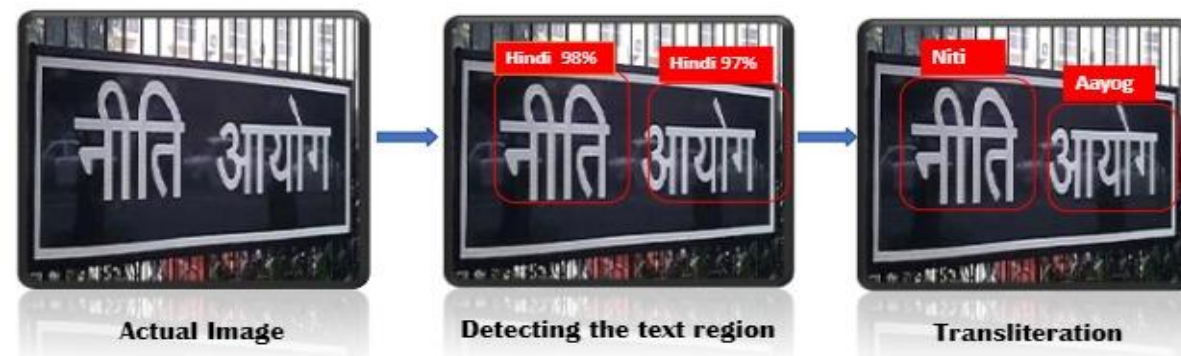 Hindi 98% Hindi 97% Niti
Aayog
नीति आयोग नीति आयोग नीति आयोग
Actual Image Detecting the text region Transliteration